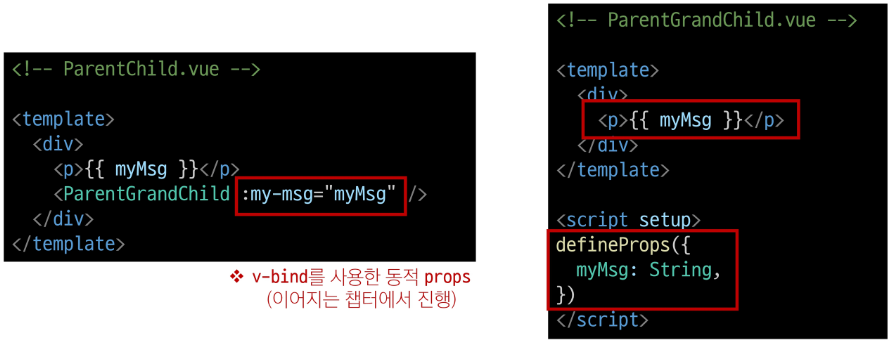 <!-- ParentChild.vue -->
<template>
  <div>
    <p>{{ myMsg }}</p>
    <ParentGrandChild :my-msg="myMsg" />
  </div>
</template>
❖ v-bind를 사용한 동적 props
(이어지는 챕터에서 진행)
<!-- ParentGrandChild.vue -->
<template>
  <div>
    <p>{{ myMsg }}</p>
  </div>
</template>
<script setup>
defineProps({
  myMsg: String,
})
</script>